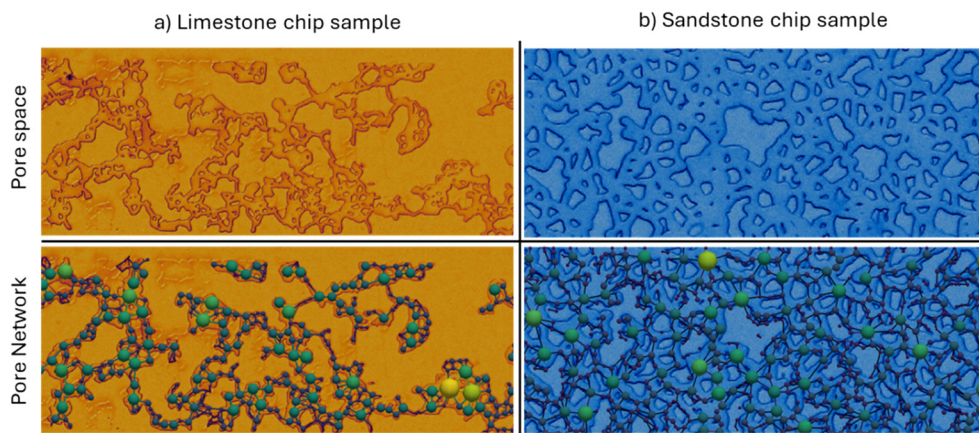 a) Limestone chip sample
b) Sandstone chip sample
Pore space
Pore Network